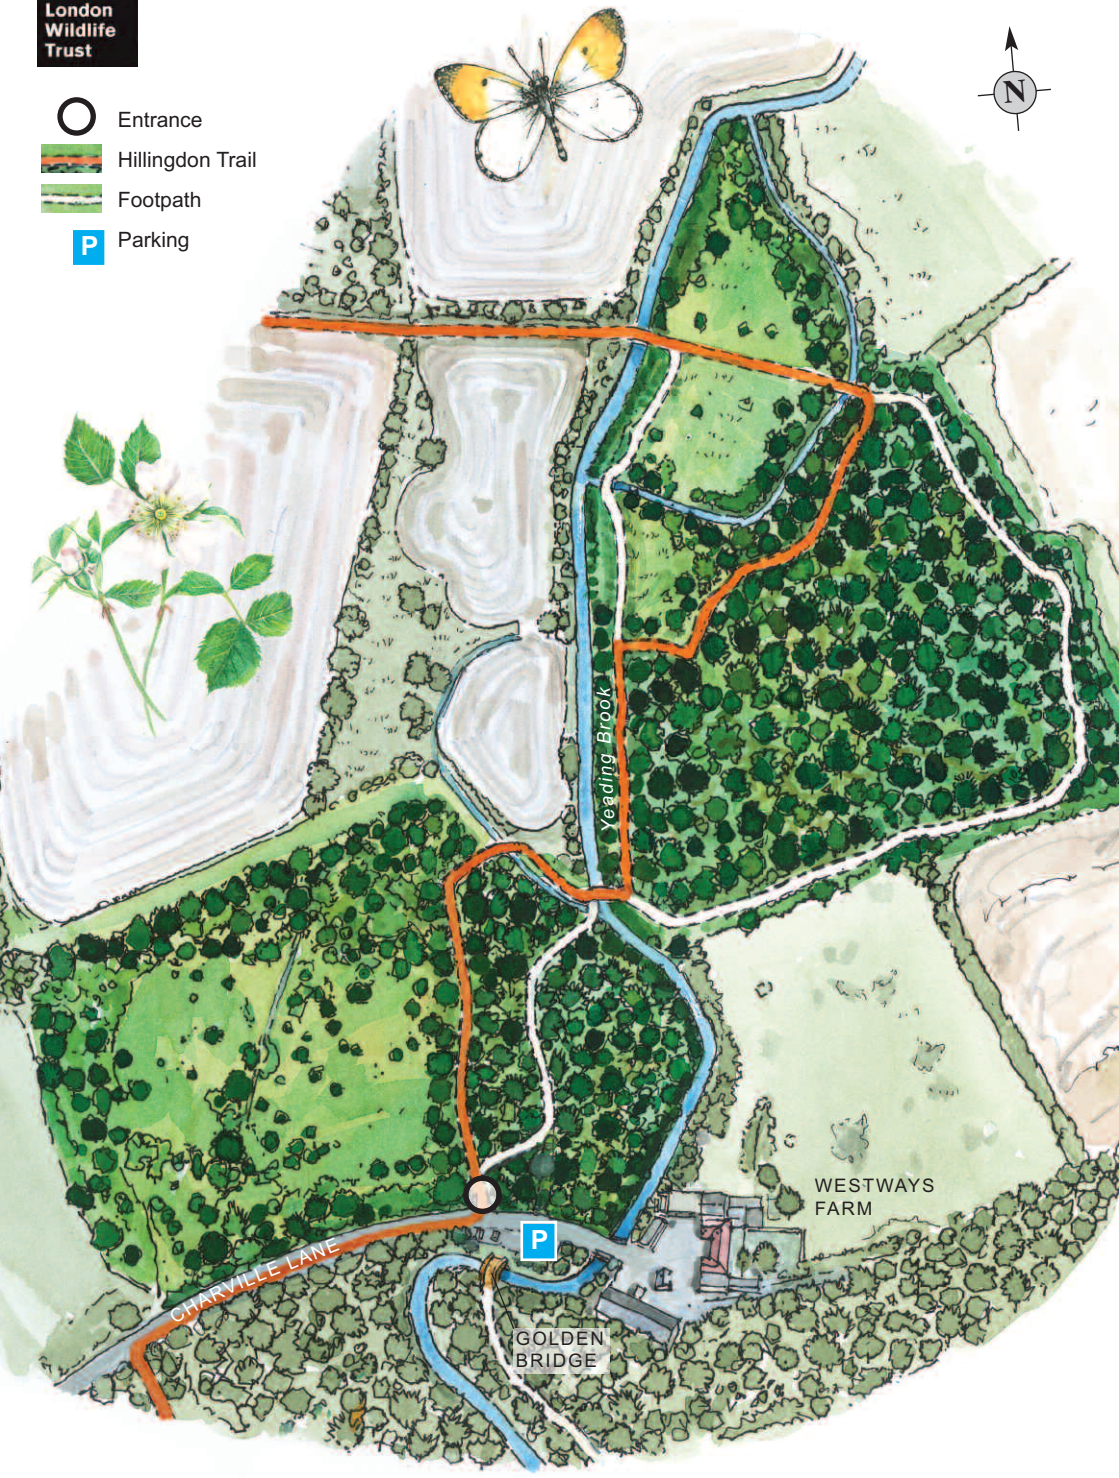 London
Wildlife
Trust
Entrance
Hillingdon Trail
Footpath
P Parking
N
Yeading Brook
WESTWAYS
FARM
P
CHARVILLE LANE
GOLDEN
BRIDGE